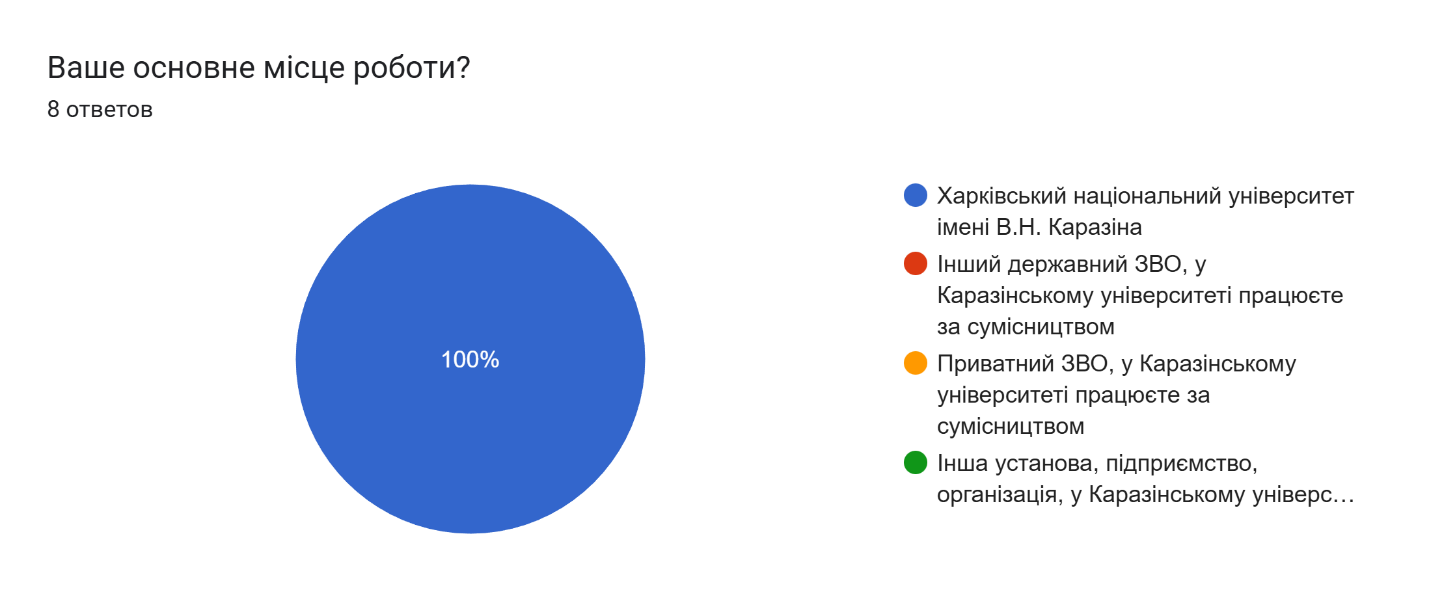 Ваше основне місце роботи?
8 ответов
100%
Харківський національний університет
імені В.Н. Каразіна
Інший державний ЗВО, у
Каразінському університеті працюєте
за сумісництвом
Приватний ЗВО, у Каразінському
університеті працюєте за
сумісництвом
Інша установа, підприємство,
організація, у Каразінському універс…